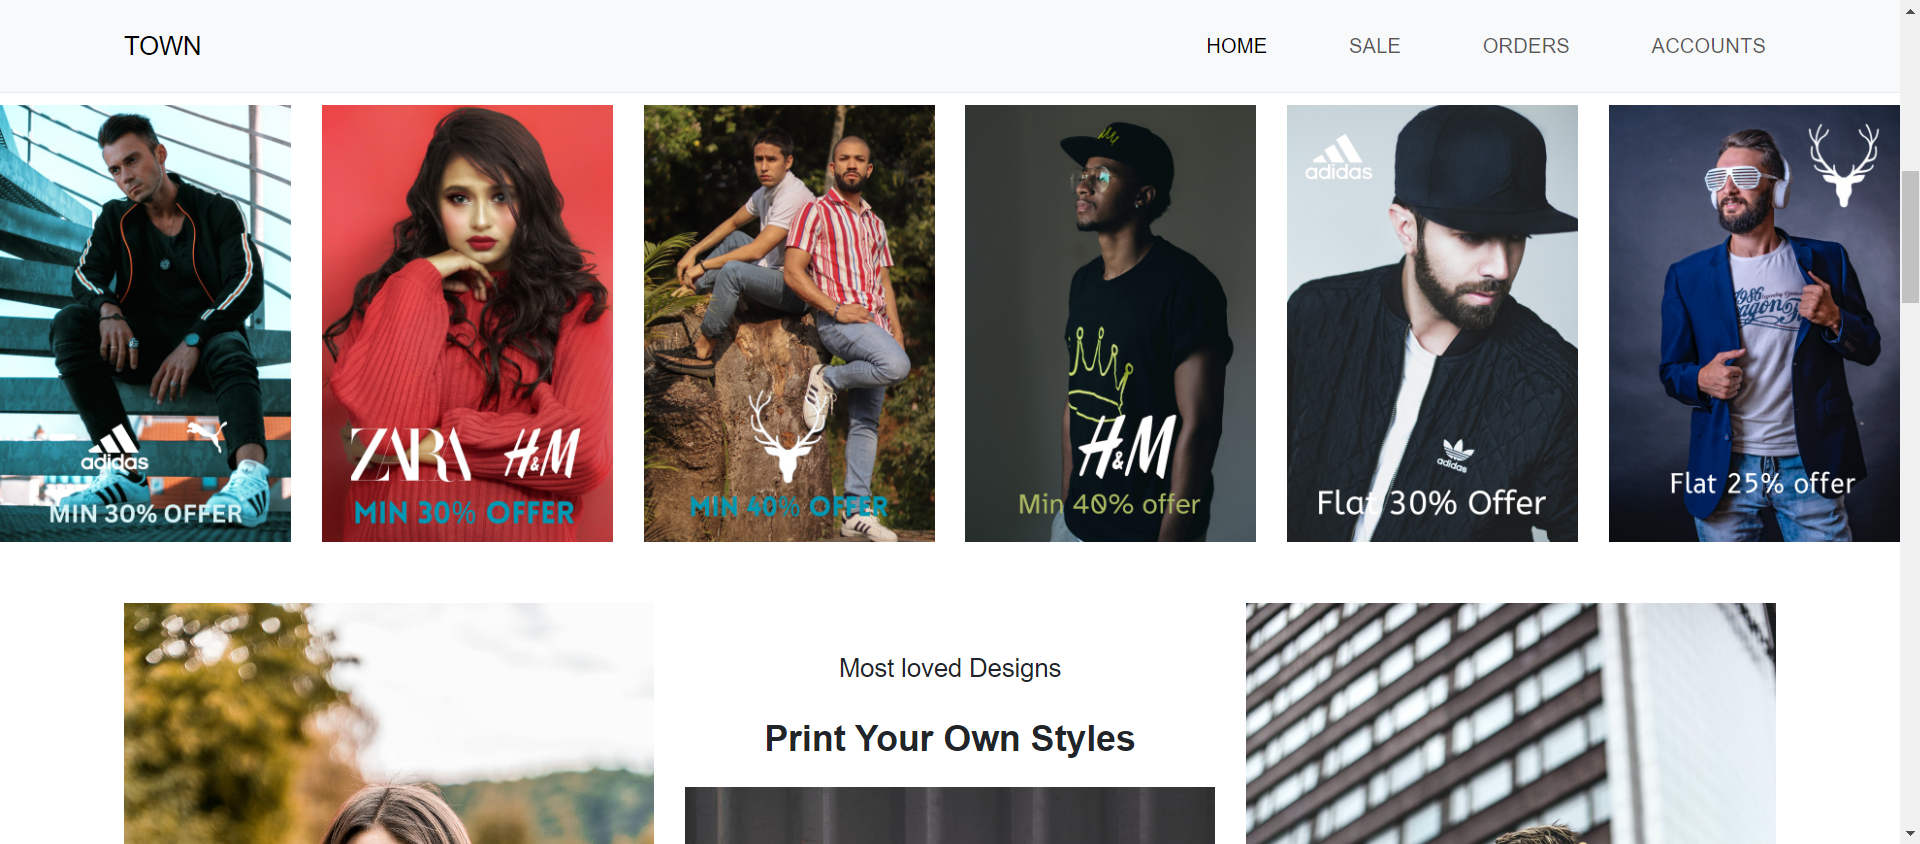 TOWN
HOME
SALE
ORDERS
ACCOUNTS
adidas
MIN 30% OFFER
ZARA H&M
MIN 30% OFFER
MIN 40% OFFER
H&M
Min 40% offer
adidas
adidas
Flat 30% Offer
1986
Flat 25% offer
Most loved Designs
Print Your Own Styles